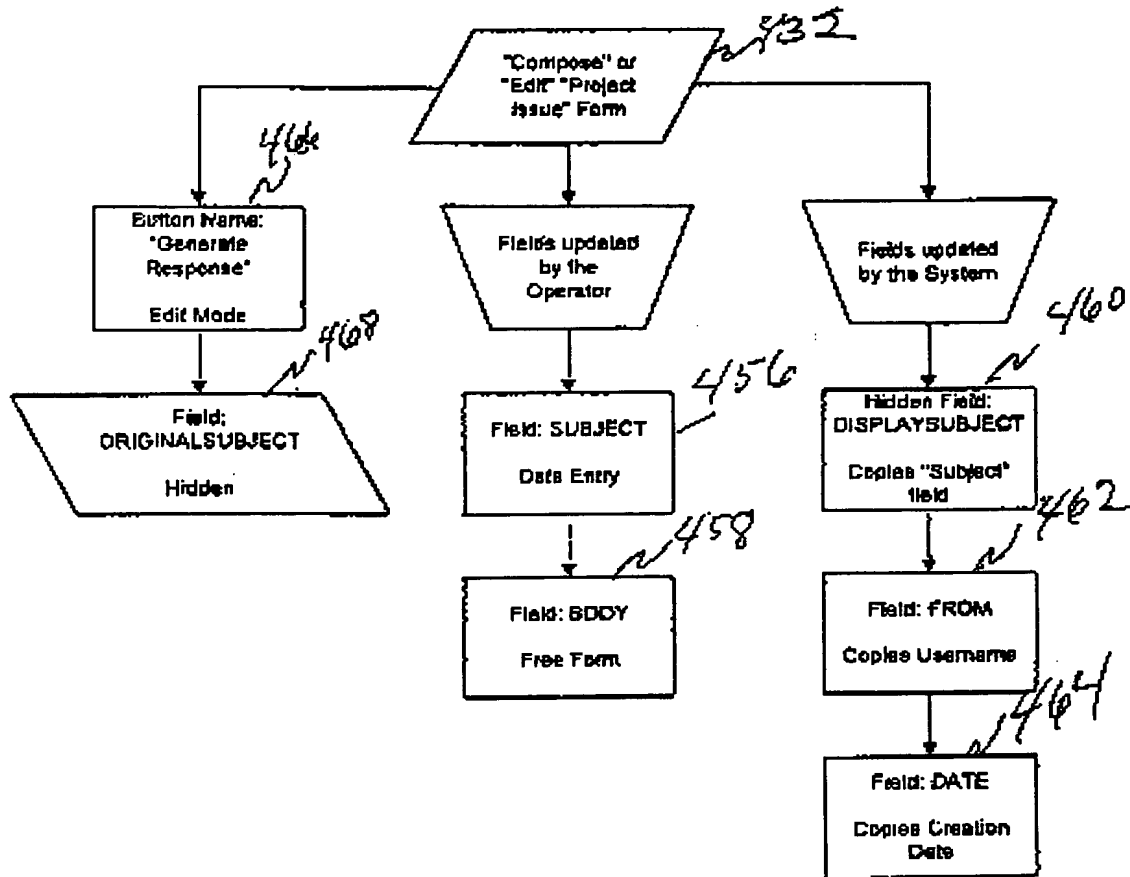 "Compose" or
"Edit" "Project
Issue" Form
432
466
Button Name:
"Generate
Response"
Edit Mode
Fields updated
by the
Operator
Fields updated
by the System
468
Field:
ORIGINALSUBJECT
Hidden
456
Field: SUBJECT
Data Entry
460
Hidden Field:
DISPLAYSUBJECT
Copies "Subject"
field
458
Field: BODY
Free Form
462
Field: FROM
Copies Username
464
Field: DATE
Copies Creation
Date